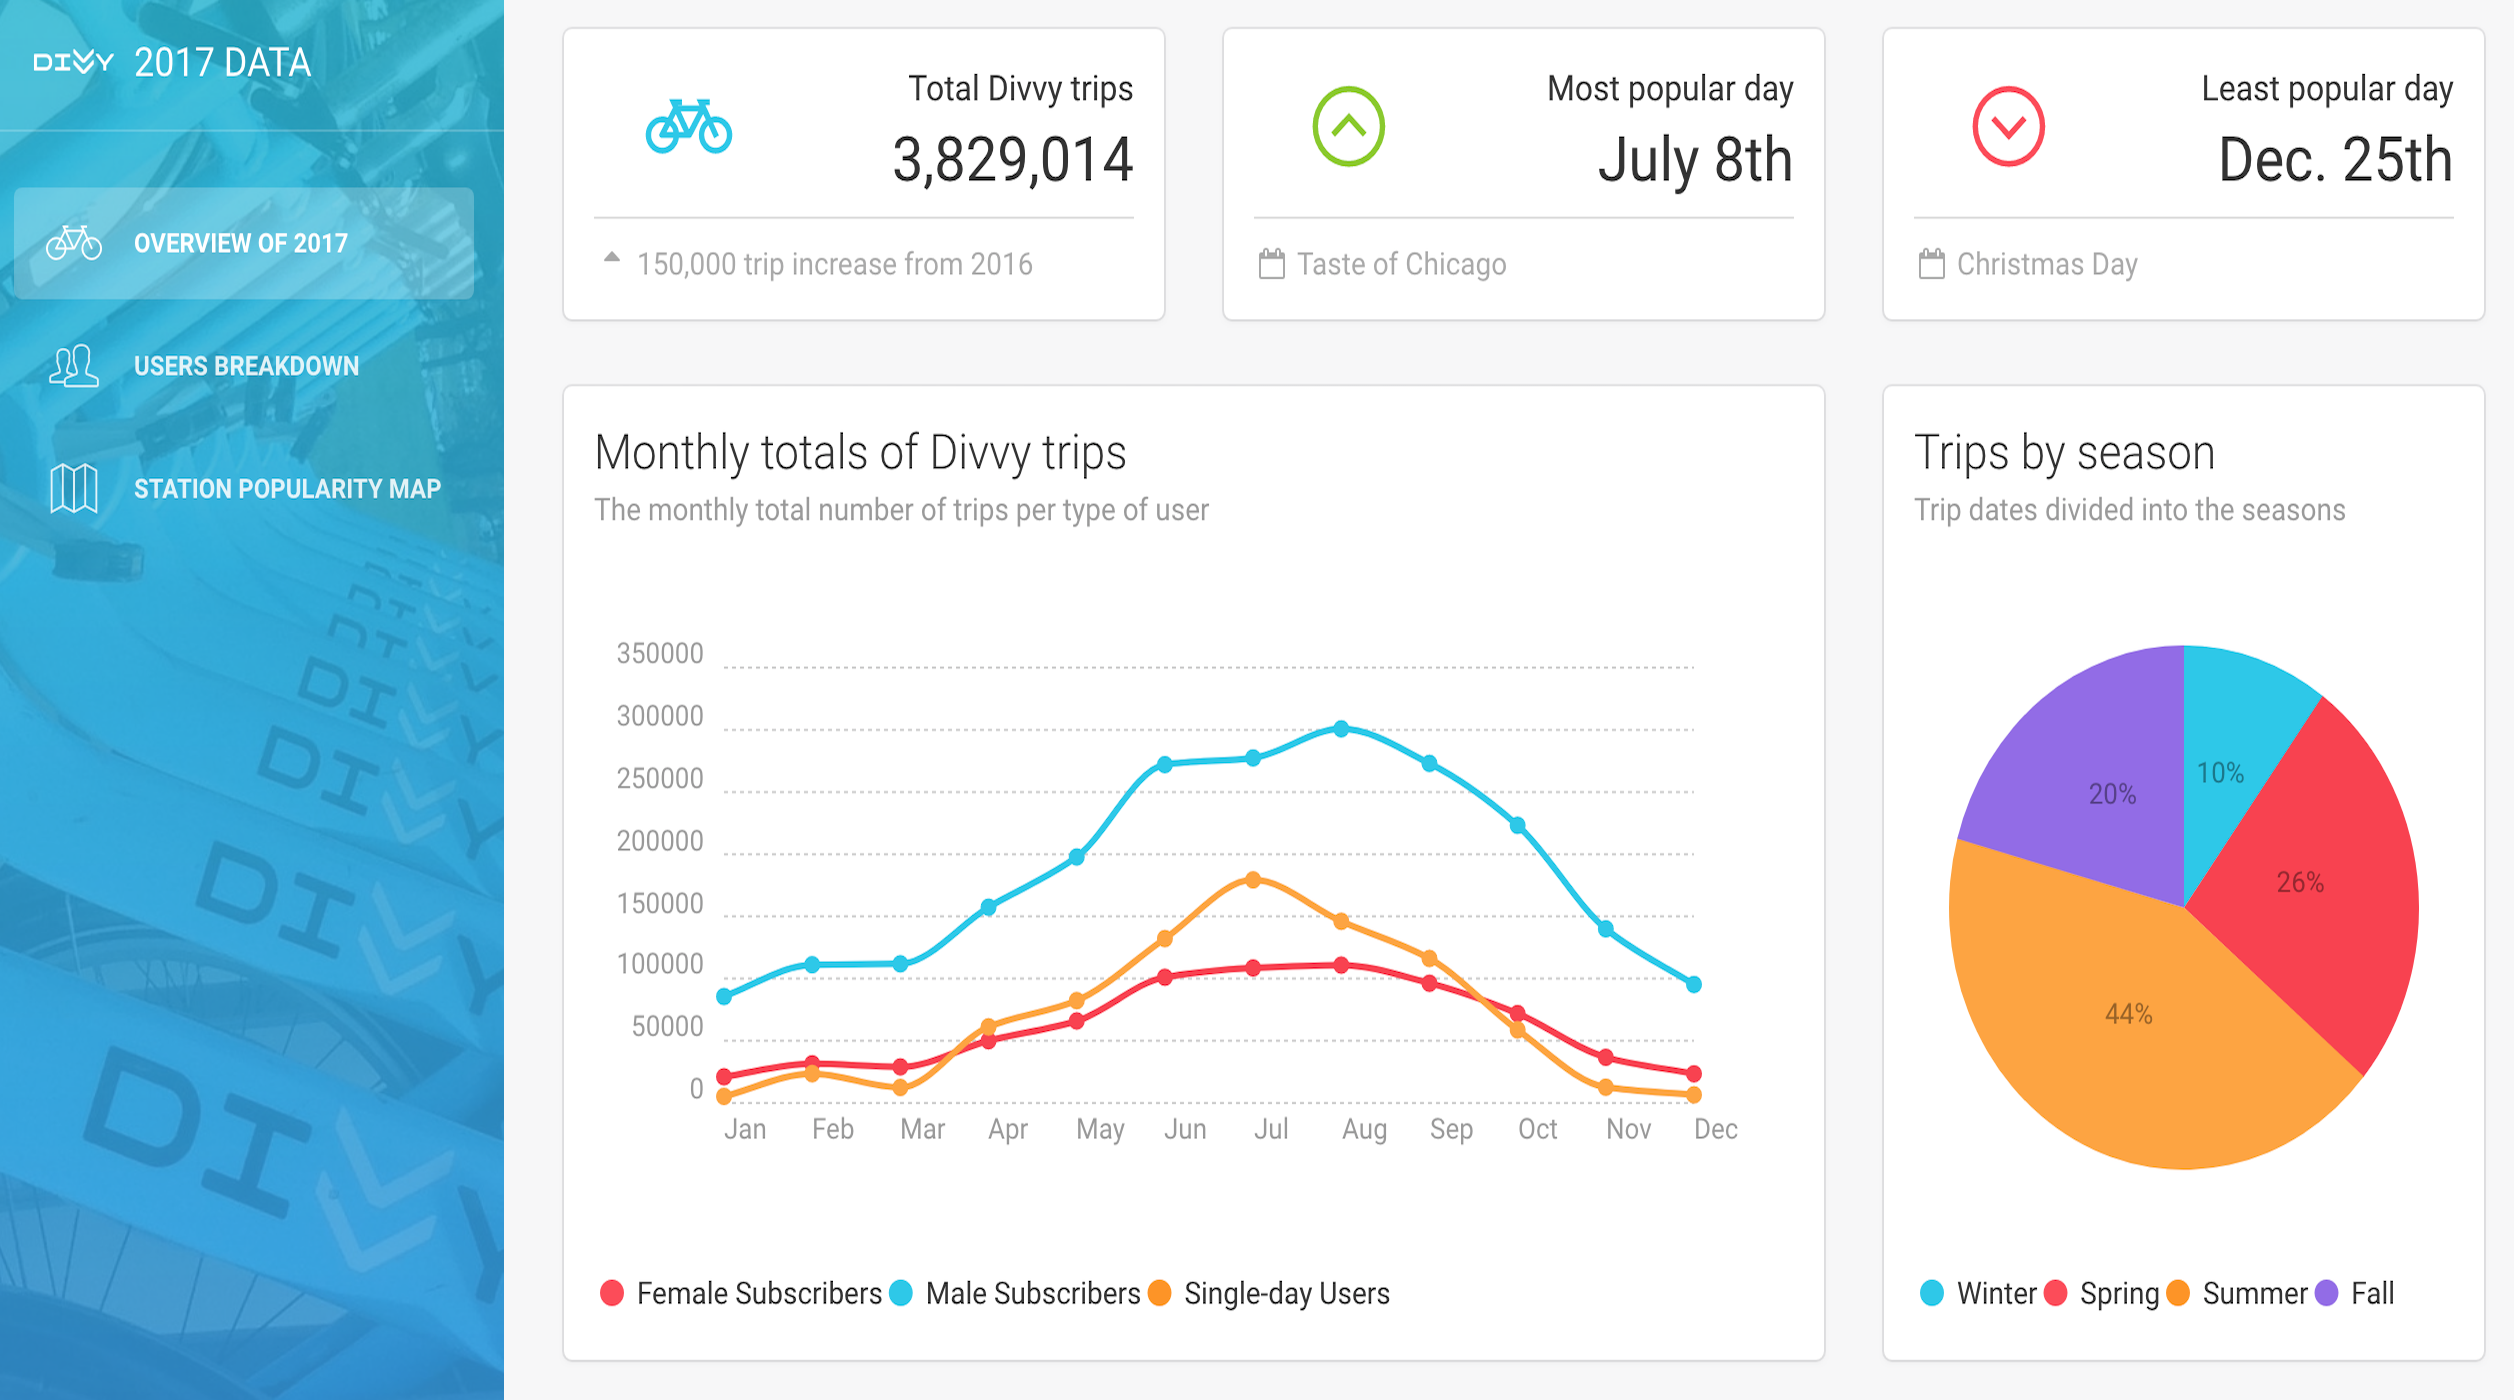 DIVVY 2017 DATA
OVERVIEW OF 2017
USERS BREAKDOWN
STATION POPULARITY MAP
DIVVY
DIVVY
DIVVY
DIVVY
Total Divvy trips
3,829,014
150,000 trip increase from 2016
Most popular day
July 8th
Taste of Chicago
Least popular day
Dec. 25th
Christmas Day
Monthly totals of Divvy trips
The monthly total number of trips per type of user
350000
300000
250000
200000
150000
100000
50000
0
Jan Feb Mar Apr May Jun Jul Aug Sep Oct Nov Dec
Female Subscribers Male Subscribers Single-day Users
Trips by season
Trip dates divided into the seasons
10%
20%
26%
44%
Winter Spring Summer Fall